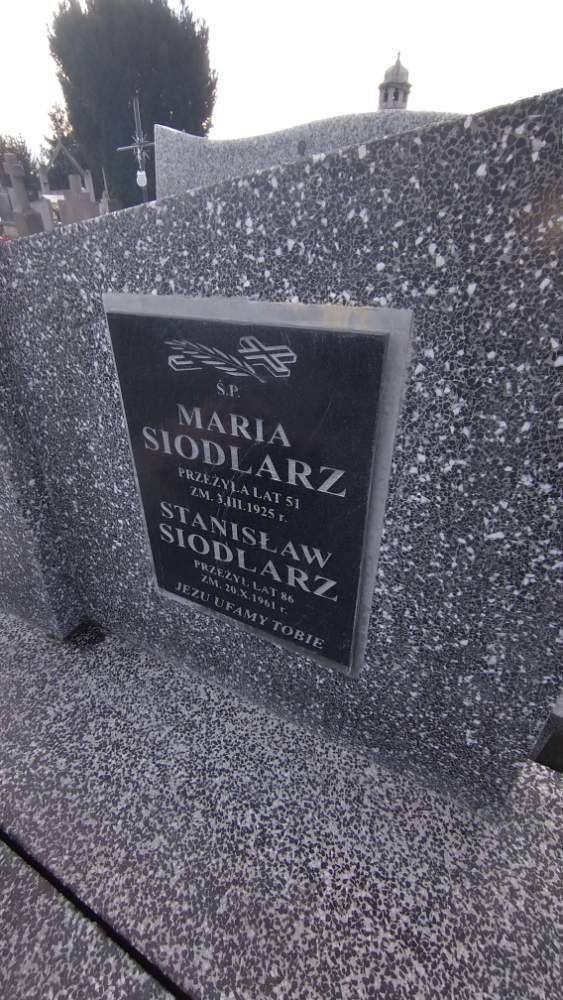 Ś.P.
MARIA
SIODLARZ
PRZEŻYŁA LAT 51
ZM. 3.III.1925 r.
STANISŁAW
SIODLARZ
PRZEŻYŁ LAT 86
ZM. 20.X.1961 r.
JEZU UFAMY TOBIE